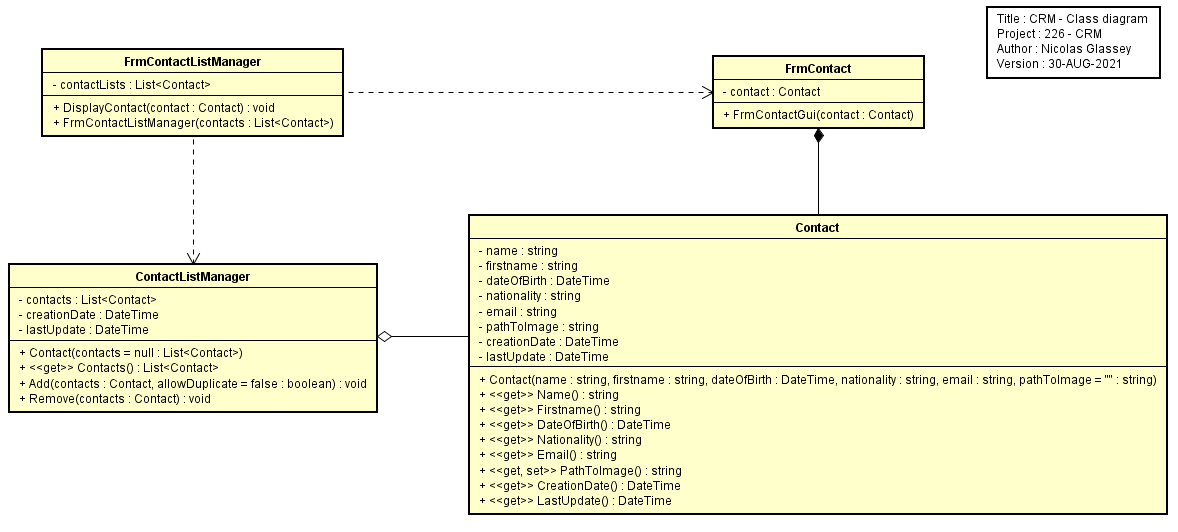 Title : CRM - Class diagram
Project : 226 - CRM
Author : Nicolas Glassey
Version : 30-AUG-2021
FrmContactListManager
- contactLists : List<Contact>
+ DisplayContact(contact : Contact) : void
+ FrmContactListManager(contacts : List<Contact>)
FrmContact
- contact : Contact
+ FrmContactGui(contact : Contact)
ContactListManager
- contacts : List<Contact>
- creationDate : DateTime
- lastUpdate : DateTime
+ Contact(contacts = null : List<Contact>)
+ <<get>> Contacts() : List<Contact>
+ Add(contacts : Contact, allowDuplicate = false : boolean) : void
+ Remove(contacts : Contact) : void
Contact
- name : string
- firstname : string
- dateOfBirth : DateTime
- nationality : string
- email : string
- pathToImage : string
- creationDate : DateTime
- lastUpdate : DateTime
+ Contact(name : string, firstname : string, dateOfBirth : DateTime, nationality : string, email : string, pathToImage = "" : string)
+ <<get>> Name() : string
+ <<get>> Firstname() : string
+ <<get>> DateOfBirth() : DateTime
+ <<get>> Nationality() : string
+ <<get>> Email() : string
+ <<get, set>> PathToImage() : string
+ <<get>> CreationDate() : DateTime
+ <<get>> LastUpdate() : DateTime